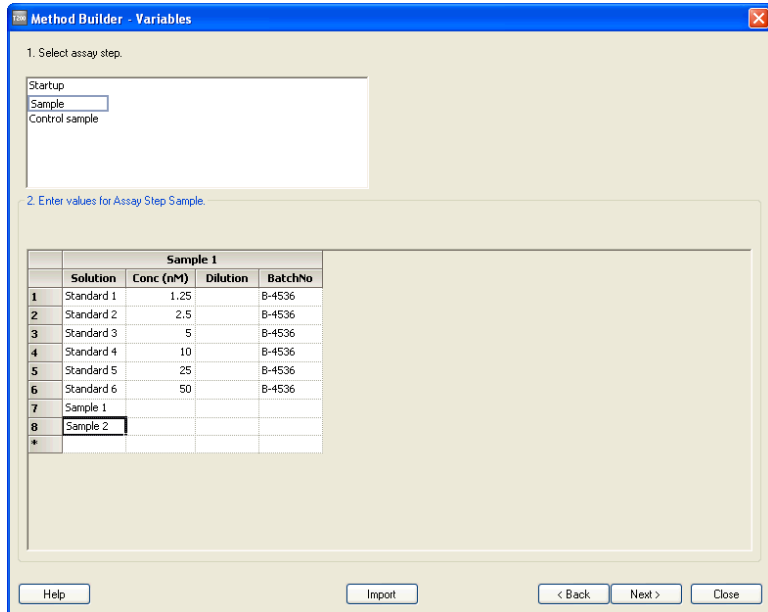 T200 Method Builder - Variables
1. Select assay step.
Startup
Sample
Control sample
2. Enter values for Assay Step Sample.
Sample 1
Solution Conc (nM) Dilution BatchNo
1 Standard 1 1.25 B-4536
2 Standard 2 2.5 B-4536
3 Standard 3 5 B-4536
4 Standard 4 10 B-4536
5 Standard 5 25 B-4536
6 Standard 6 50 B-4536
7 Sample 1
8 Sample 2
*
Help Import < Back Next > Close